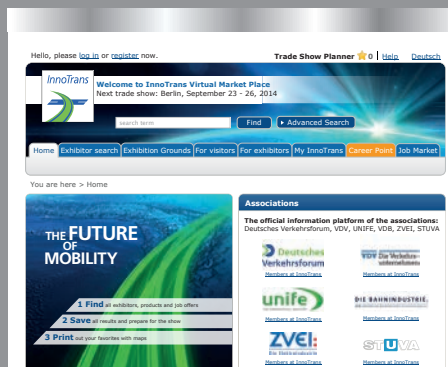 Hello, please log in or register now.
Trade Show Planner 0 | Help Deutsch
InnoTrans
Welcome to InnoTrans Virtual Market Place
Next trade show: Berlin, September 23 - 26, 2014
search term Find Advanced Search
Home Exhibitor search Exhibition Grounds For visitors For exhibitors My InnoTrans Career Point Job Market
You are here > Home
THE FUTURE
OF
MOBILITY
1 Find all exhibitors, products and job offers
2 Save all results and prepare for the show
3 Print out your favorites with maps
Associations
The official information platform of the associations:
Deutsches Verkehrsforum, VDV, UNIFE, VDB, ZVEI, STUVA
Deutsches
Verkehrsforum
VDV Die Verkehrs-
unternehmen
Members at InnoTrans Members at InnoTrans
unife DIE BAHNINDUSTRIE.
Members at InnoTrans Members at InnoTrans
ZVEI: STUVA
Die Elektroindustrie
Members at InnoTrans Members at InnoTrans